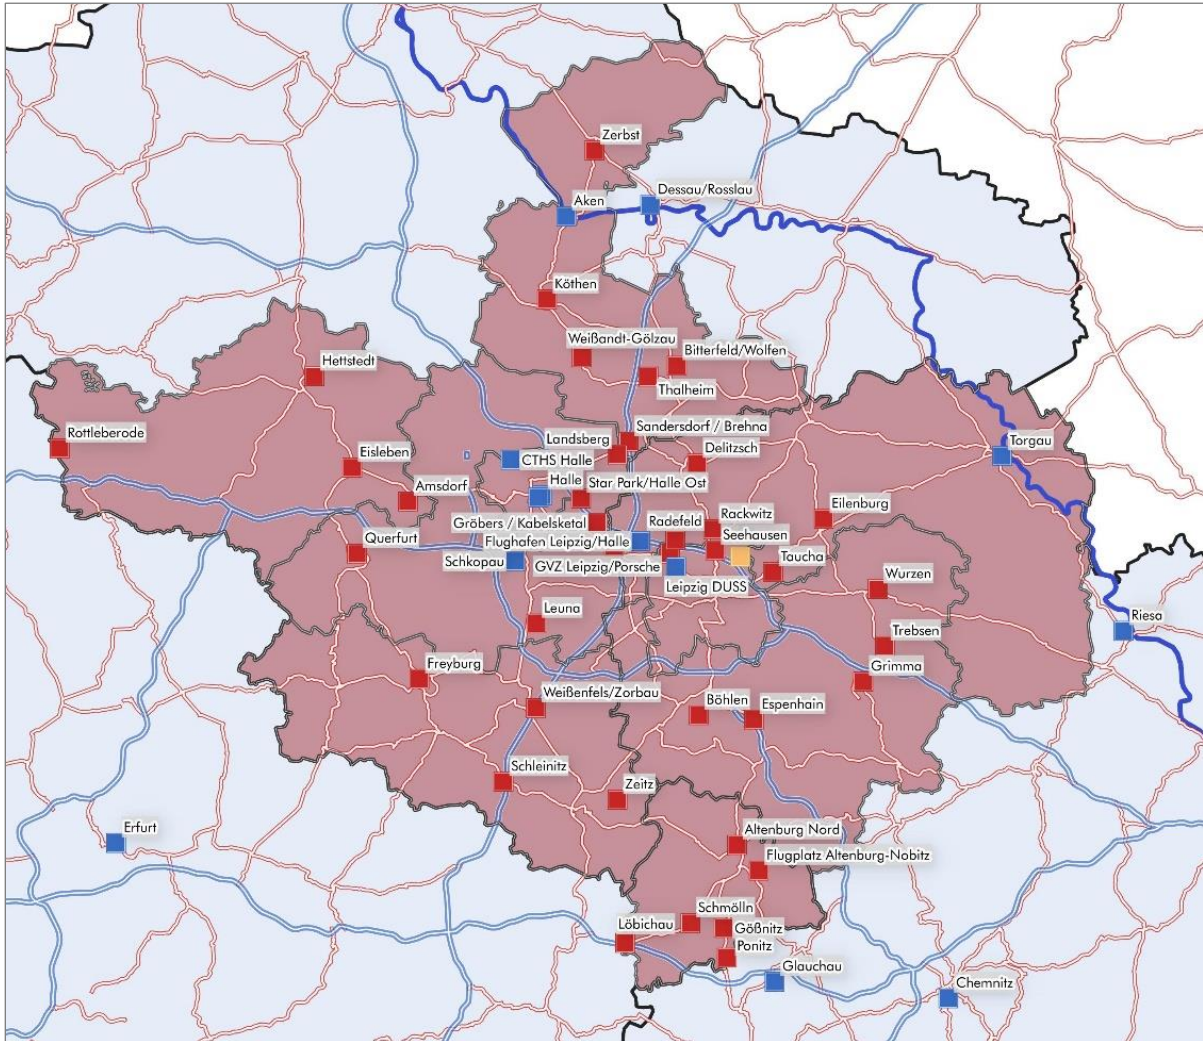 Zerbst
Dessau/Rosslau
Aken
Köthen
Weißandt-Gölzau
Bitterfeld/Wolfen
Hettstedt
Thalheim
Sandersdorf / Brehna
Rottleberode
Landsberg
Torgau
Delitzsch
Eisleben
CTHS Halle
Halle
Star Park/Halle Ost
Amsdorf
Eilenburg
Rackwitz
Gröbers / Kabelsketal
Radefeld
Seehausen
Querfurt
Flughafen Leipzig/Halle
Taucha
Schkopau
GVZ Leipzig/Porsche
Wurzen
Leipzig DUSS
Leuna
Riesa
Trebsen
Freyburg
Grimma
Weißenfels/Zorbau
Böhlen
Espenhain
Schleinitz
Zeitz
Erfurt
Altenburg Nord
Flugplatz Altenburg-Nobitz
Schmölln
Löbichau
Gößnitz
Ponitz
Glauchau
Chemnitz